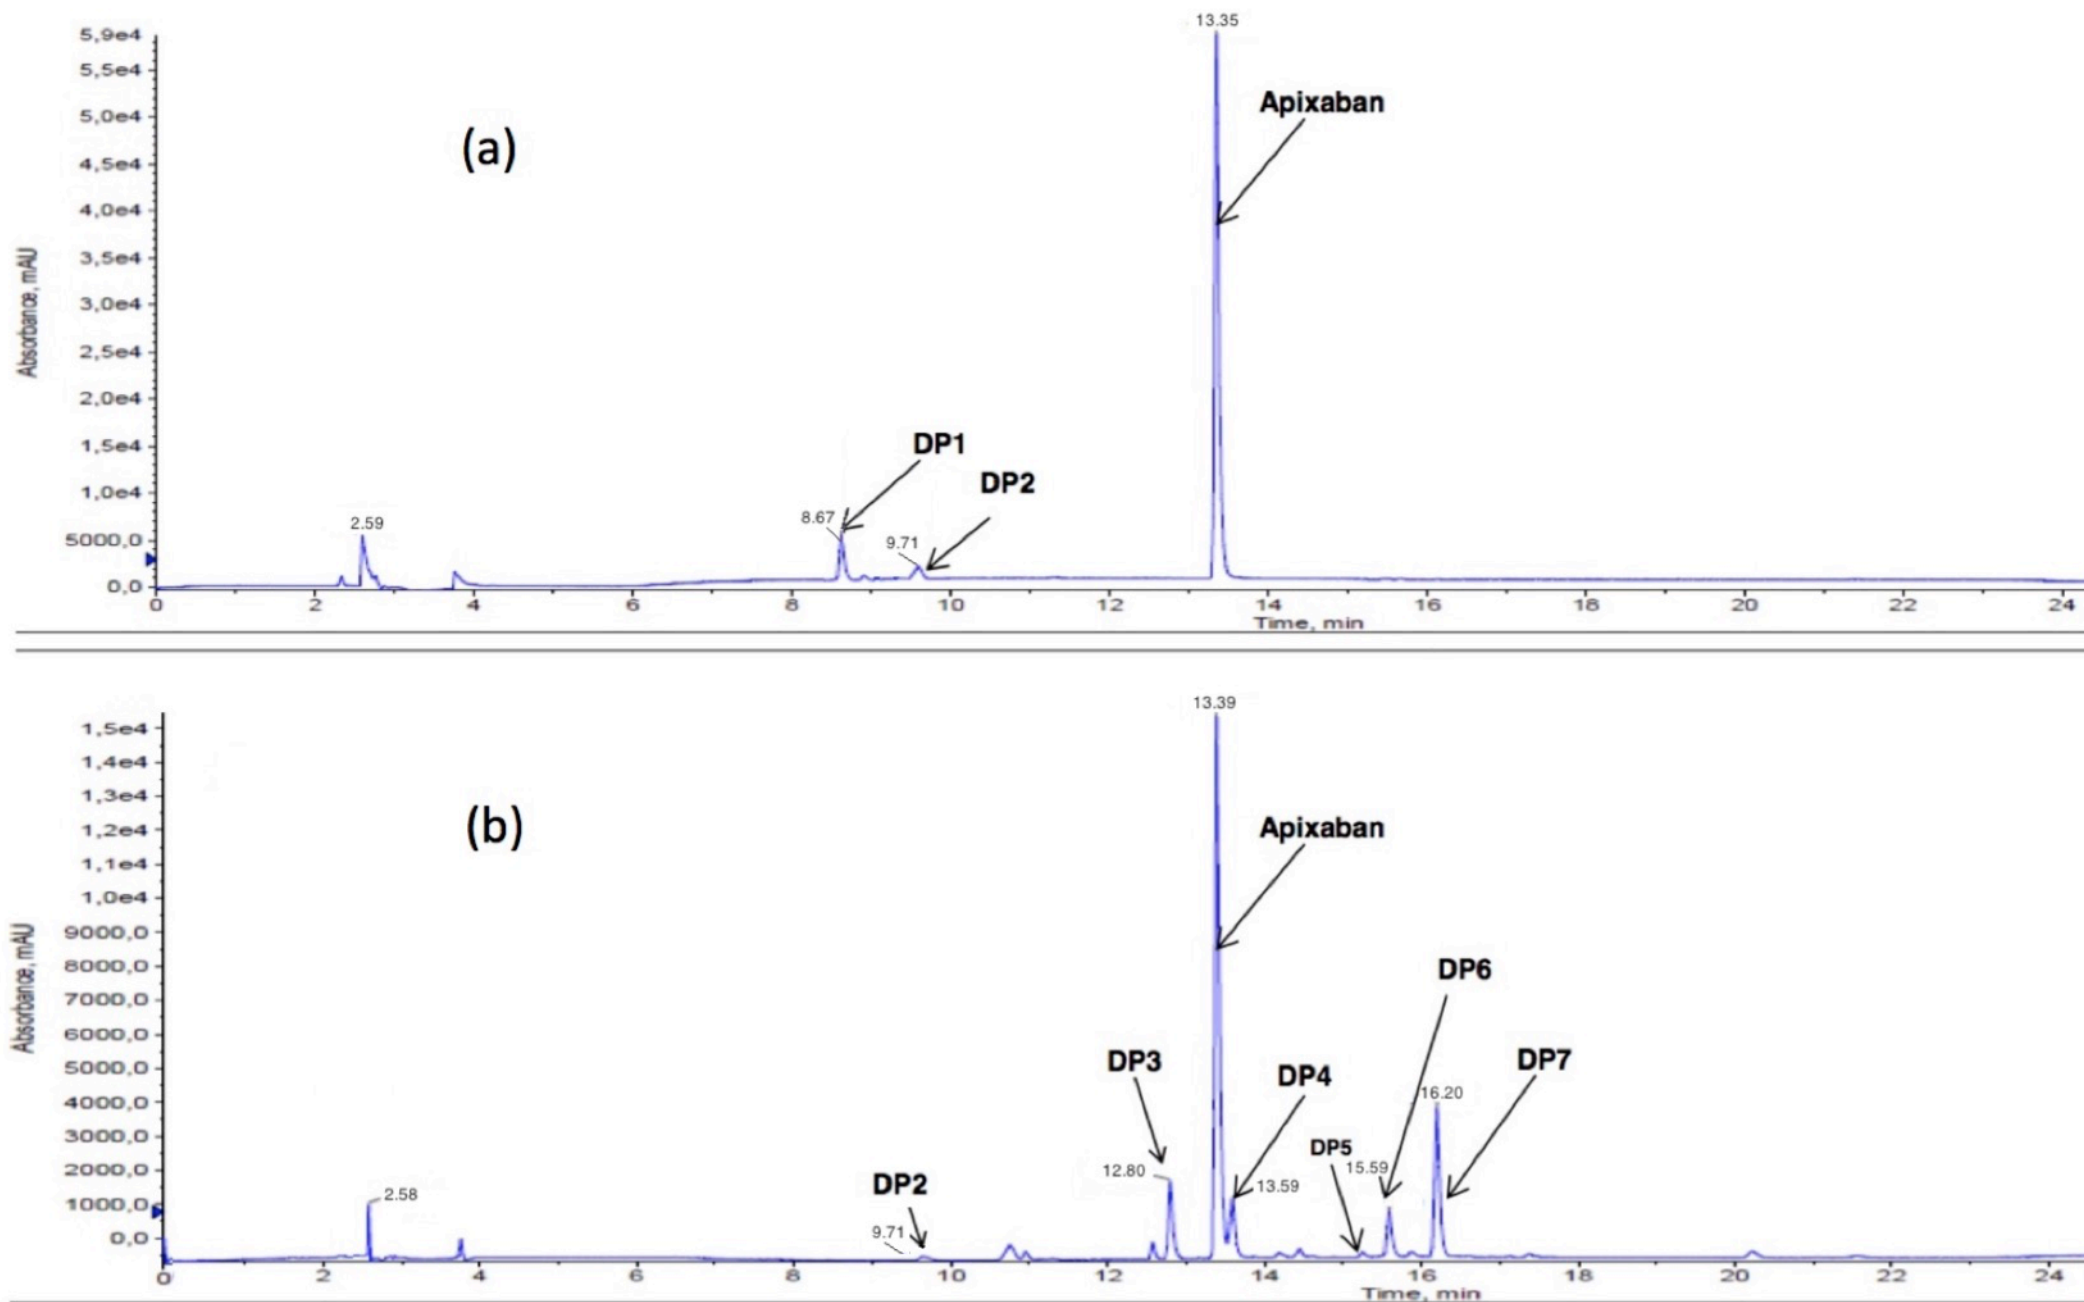 13.35
5,9e4
5,5e4
5,0e4
4,5e4
4,0e4
3,5e4
3,0e4
2,5e4
2,0e4
1,5e4
1,0e4
5000,0
0,0
Absorbance, mAU
(a)
Apixaban
DP1
DP2
2.59
8.67
9.71
0 2 4 6 8 10 12 14 16 18 20 22 24
Time, min
13.39
1,5e4
1,4e4
1,3e4
1,2e4
1,1e4
1,0e4
9000,0
8000,0
7000,0
6000,0
5000,0
4000,0
3000,0
2000,0
1000,0
0,0
Absorbance, mAU
(b)
Apixaban
DP6
DP3
DP7
DP4
16.20
DP5
12.80
15.59
DP2
13.59
2.58
9.71
0 2 4 6 8 10 12 14 16 18 20 22 24
Time, min